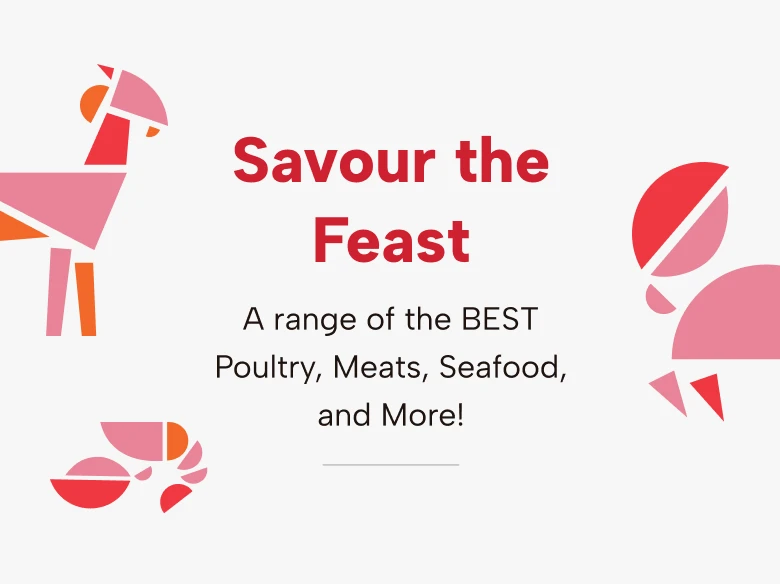 Savour the
Feast
A range of the BEST
Poultry, Meats, Seafood,
and More!